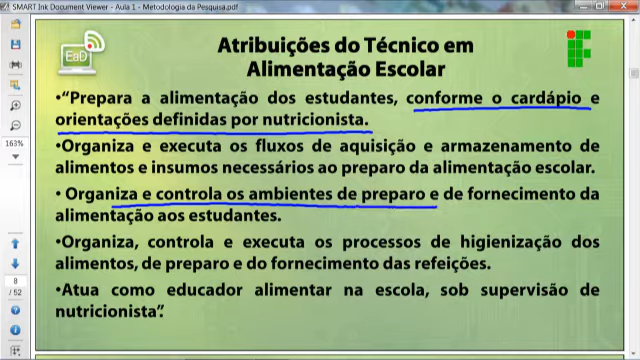 SMART Ink Document Viewer - Aula 1 - Metodologia da Pesquisa.pdf
EaD
Atribuições do Técnico em
Alimentação Escolar
163%
8
/ 52
•“Prepara a alimentação dos estudantes, conforme o cardápio e
orientações definidas por nutricionista.
•Organiza e executa os fluxos de aquisição e armazenamento de
alimentos e insumos necessários ao preparo da alimentação escolar.
• Organiza e controla os ambientes de preparo e de fornecimento da
alimentação aos estudantes.
•Organiza, controla e executa os processos de higienização dos
alimentos, de preparo e do fornecimento das refeições.
•Atua como educador alimentar na escola, sob supervisão de
nutricionista”.